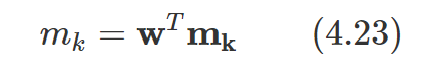 m_k = **w**^T **m_k** (4.23)